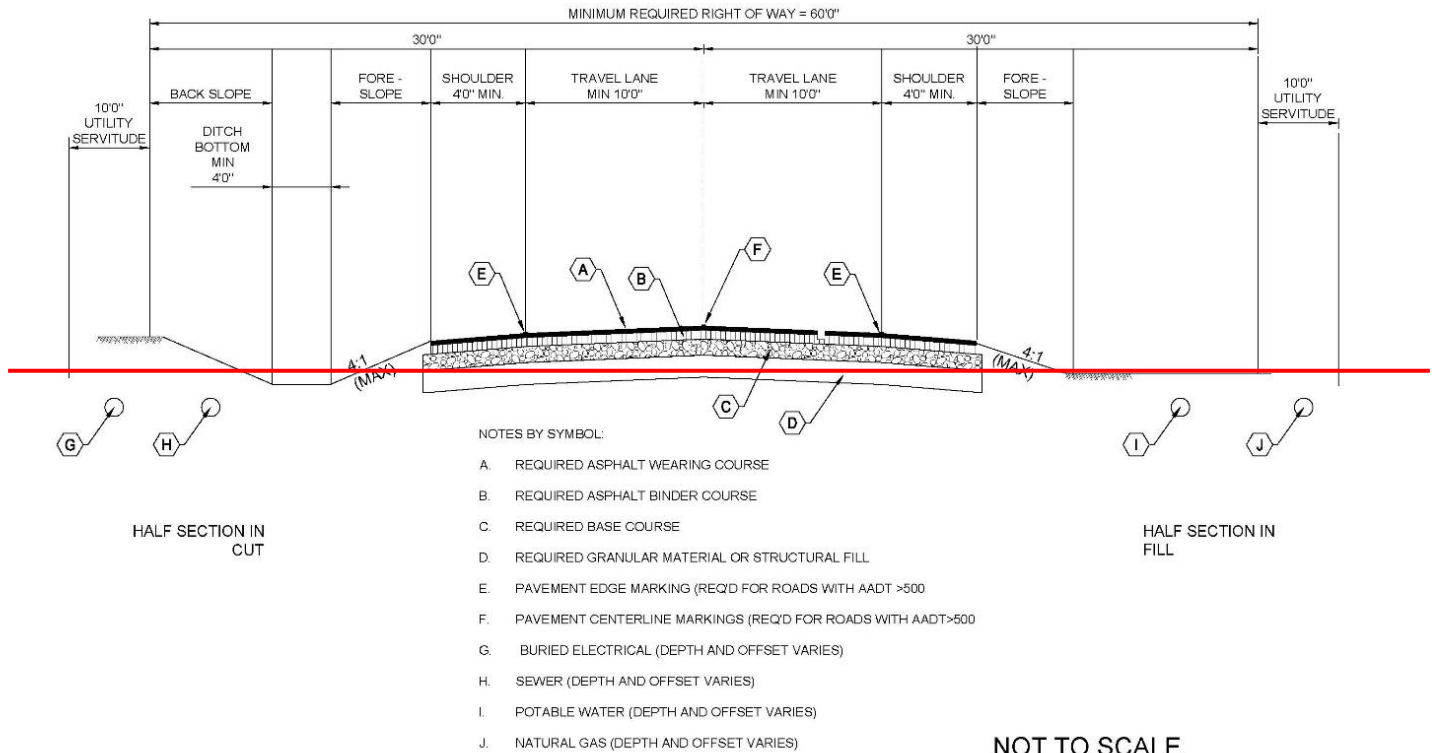 MINIMUM REQUIRED RIGHT OF WAY = 60'0"
30'0"
30'0"
10'0"
UTILITY
SERVITUDE
BACK SLOPE
DITCH
BOTTOM
MIN
4'0"
FORE -
SLOPE
SHOULDER
4'0" MIN.
TRAVEL LANE
MIN 10'0"
TRAVEL LANE
MIN 10'0"
SHOULDER
4'0" MIN.
FORE -
SLOPE
10'0"
UTILITY
SERVITUDE
E
A
B
F
E
4:1
(MAX)
4:1
(MAX)
G
H
C
D
I
J
HALF SECTION IN
CUT
HALF SECTION IN
FILL
NOTES BY SYMBOL:
A. REQUIRED ASPHALT WEARING COURSE
B. REQUIRED ASPHALT BINDER COURSE
C. REQUIRED BASE COURSE
D. REQUIRED GRANULAR MATERIAL OR STRUCTURAL FILL
E. PAVEMENT EDGE MARKING (REQ'D FOR ROADS WITH AADT >500
F. PAVEMENT CENTERLINE MARKINGS (REQ'D FOR ROADS WITH AADT>500
G. BURIED ELECTRICAL (DEPTH AND OFFSET VARIES)
H. SEWER (DEPTH AND OFFSET VARIES)
I. POTABLE WATER (DEPTH AND OFFSET VARIES)
J. NATURAL GAS (DEPTH AND OFFSET VARIES)
NOT TO SCALE